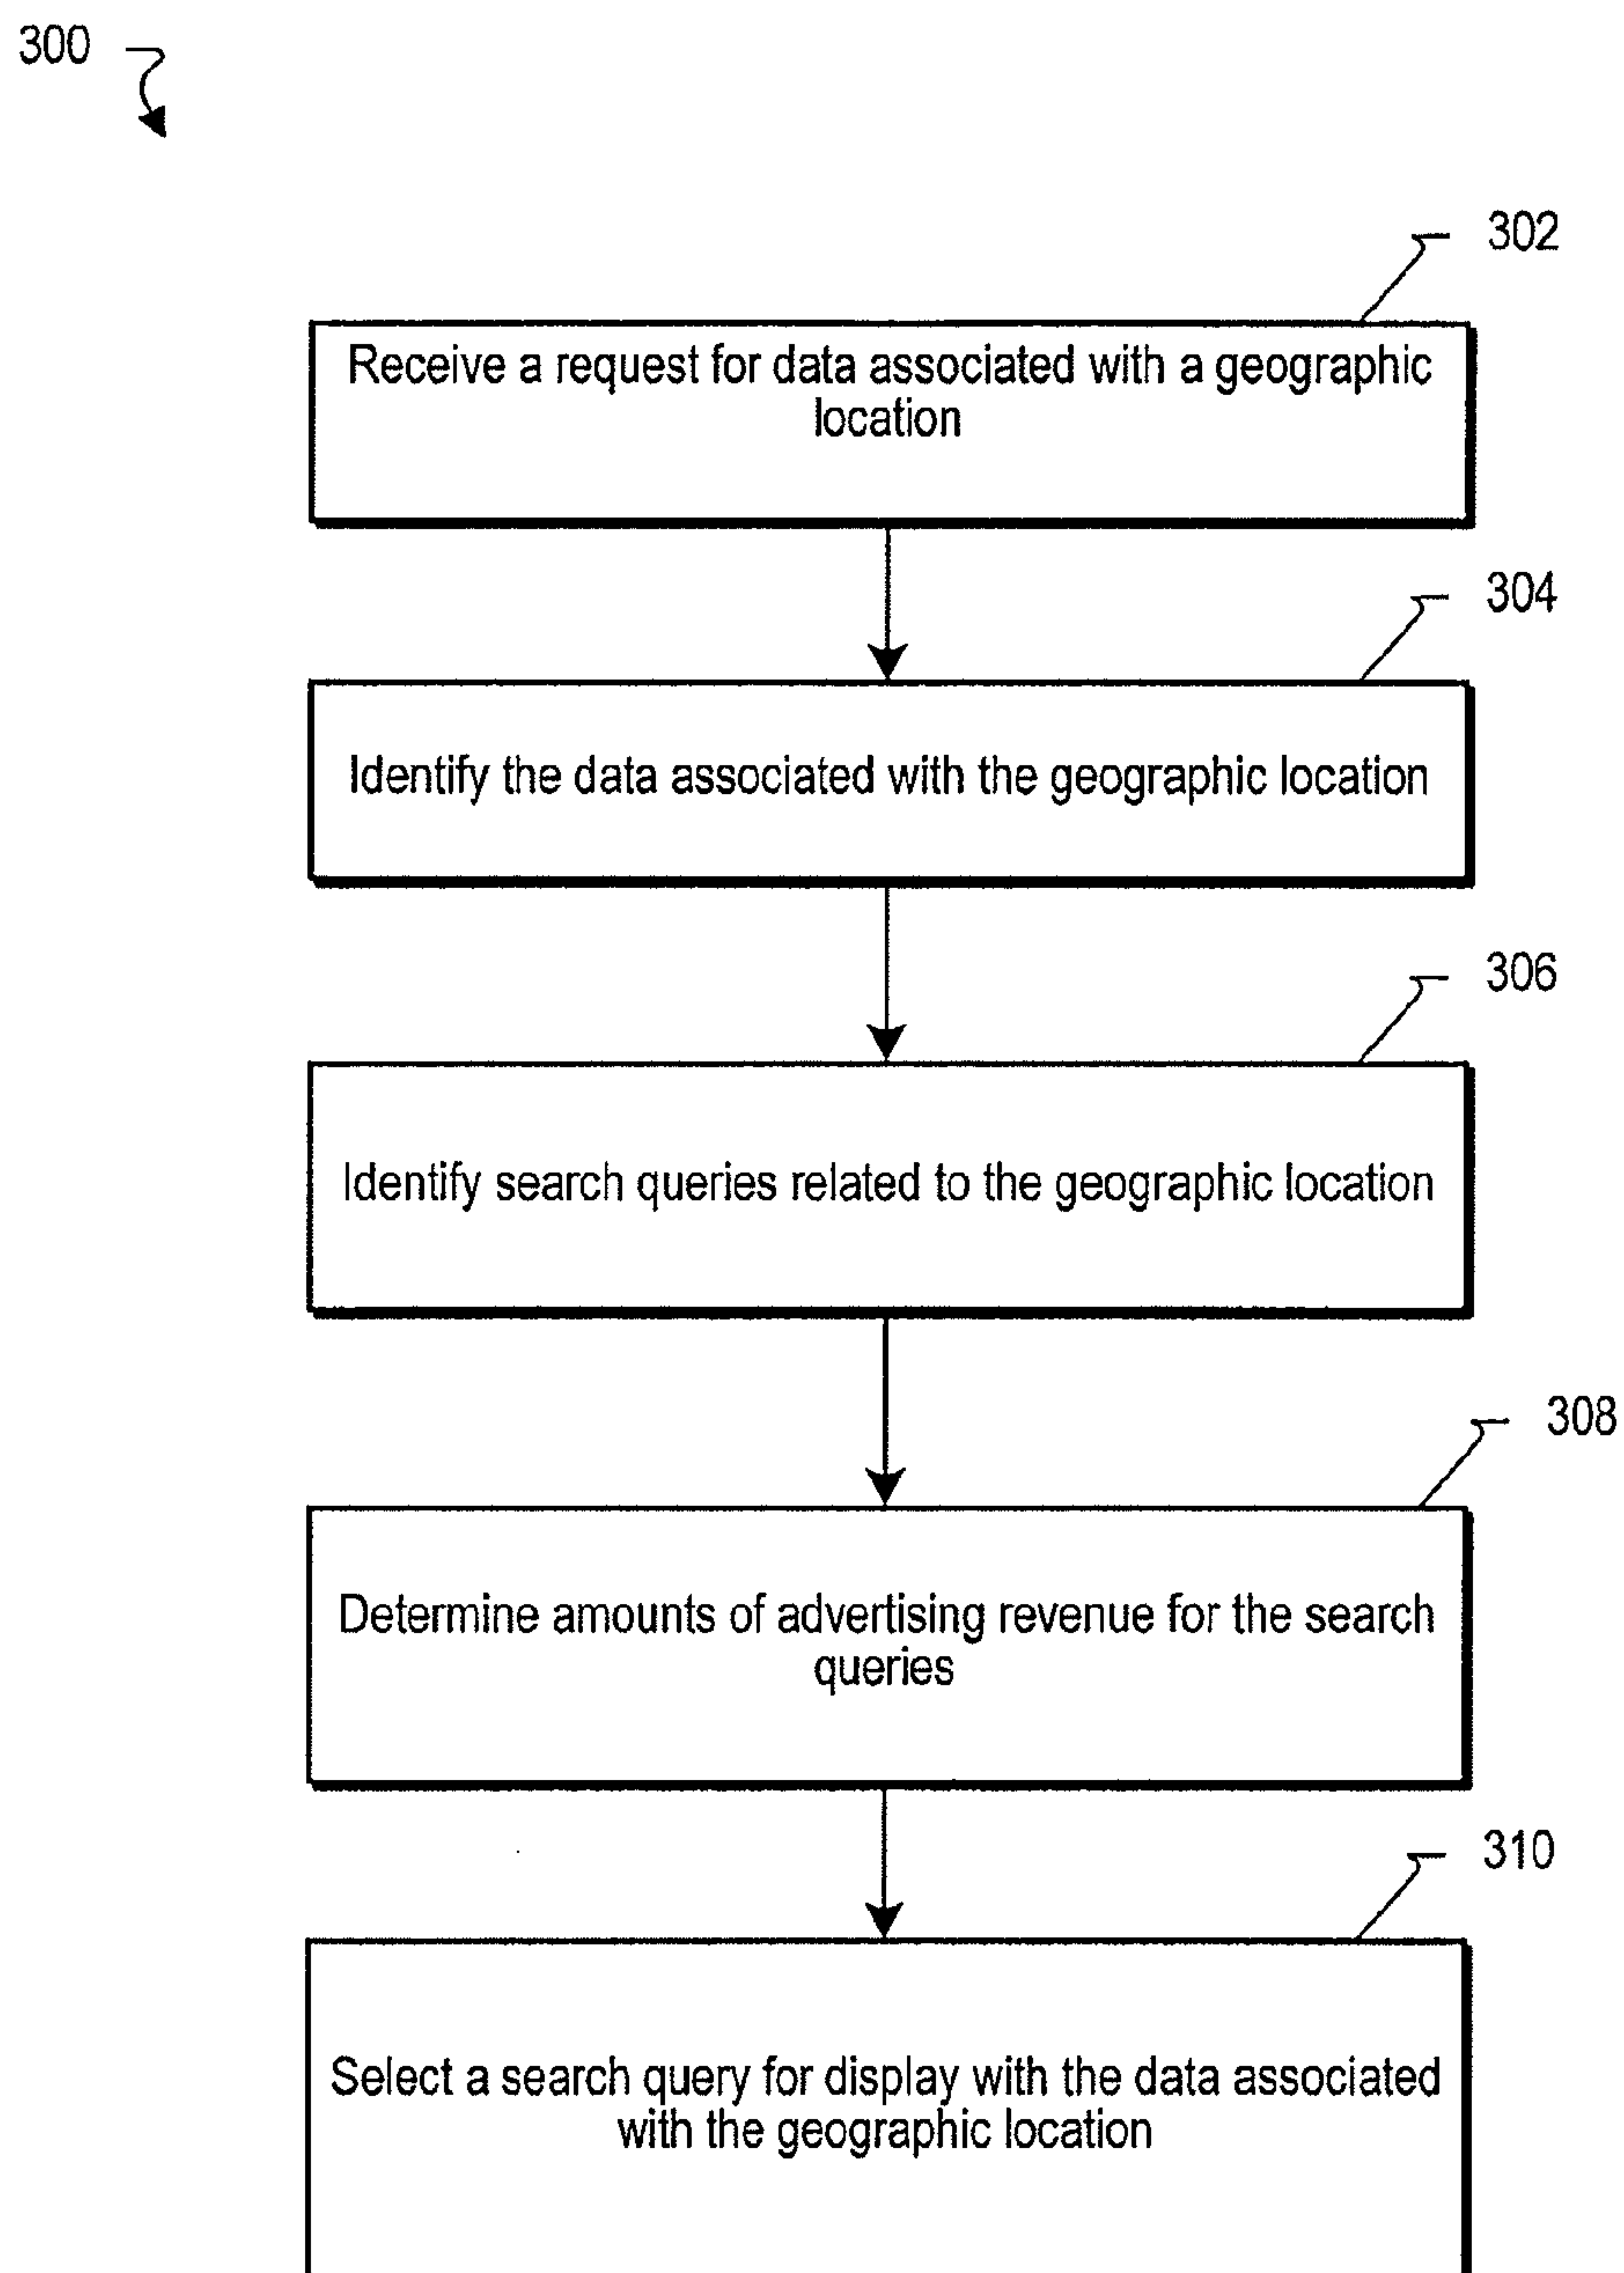 300
302
Receive a request for data associated with a geographic
location
304
Identify the data associated with the geographic location
306
Identify search queries related to the geographic location
308
Determine amounts of advertising revenue for the search
queries
310
Select a search query for display with the data associated
with the geographic location